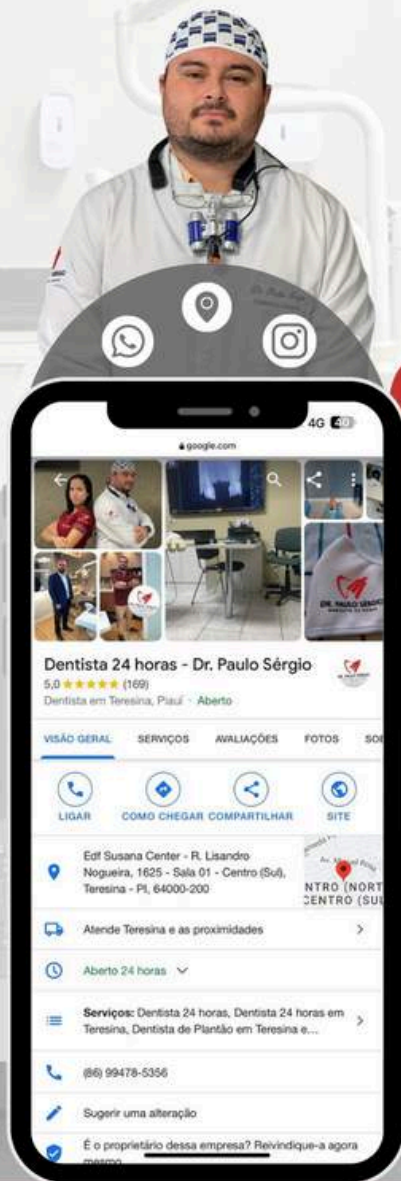 4G 40
google.com
DR. PAULO SÉRGIO
Dentista 24 horas - Dr. Paulo Sérgio
5,0 ★★★★★ (169)
Dentista em Teresina, Piauí · Aberto
VISÃO GERAL SERVIÇOS AVALIAÇÕES FOTOS SOB
LIGAR COMO CHEGAR COMPARTILHAR SITE
Edf Susana Center - R. Lisandro
Nogueira, 1625 - Sala 01 - Centro (Sul),
Teresina - PI, 64000-200
NTRO (NORT
CENTRO (SUL
Atende Teresina e as proximidades
Aberto 24 horas
Serviços: Dentista 24 horas, Dentista 24 horas em
Teresina, Dentista de Plantão em Teresina e...
(86) 99478-5356
Sugerir uma alteração
É o proprietário dessa empresa? Reivindique-a agora
mesmo